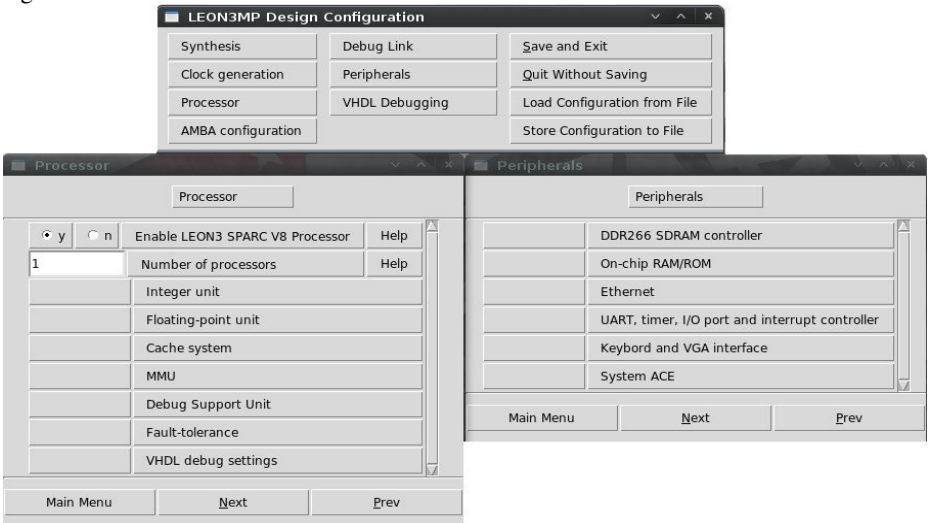 LEON3MP Design Configuration
Synthesis Debug Link Save and Exit
Clock generation Peripherals Quit Without Saving
Processor VHDL Debugging Load Configuration from File
AMBA configuration Store Configuration to File
Processor
Processor
y n Enable LEON3 SPARC V8 Processor Help
1 Number of processors Help
Integer unit
Floating-point unit
Cache system
MMU
Debug Support Unit
Fault-tolerance
VHDL debug settings
Main Menu Next Prev
Peripherals
Peripherals
DDR266 SDRAM controller
On-chip RAM/ROM
Ethernet
UART, timer, I/O port and interrupt controller
Keybord and VGA interface
System ACE
Main Menu Next Prev